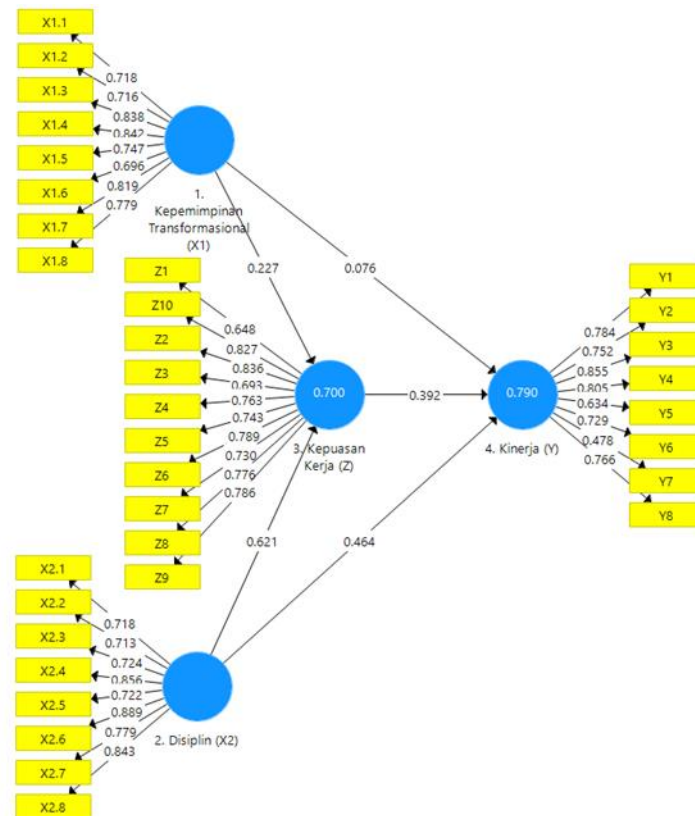 X1.1
X1.2
X1.3
X1.4
X1.5
X1.6
X1.7
X1.8
0.718
0.716
0.838
0.842
0.747
0.696
0.819
0.779
1.
Kepemimpinan
Transformasional
(X1)
0.227
0.076
Z1
Z10
Z2
Z3
Z4
Z5
Z6
Z7
Z8
Z9
0.648
0.827
0.836
0.693
0.763
0.743
0.789
0.730
0.776
0.786
0.700
3. Kepuasan
Kerja (Z)
0.392
0.790
4. Kinerja (Y)
0.784
0.752
0.855
0.805
0.634
0.729
0.478
0.766
Y1
Y2
Y3
Y4
Y5
Y6
Y7
Y8
0.621
0.464
X2.1
X2.2
X2.3
X2.4
X2.5
X2.6
X2.7
X2.8
0.718
0.713
0.724
0.856
0.722
0.889
0.779
0.843
2. Disiplin (X2)